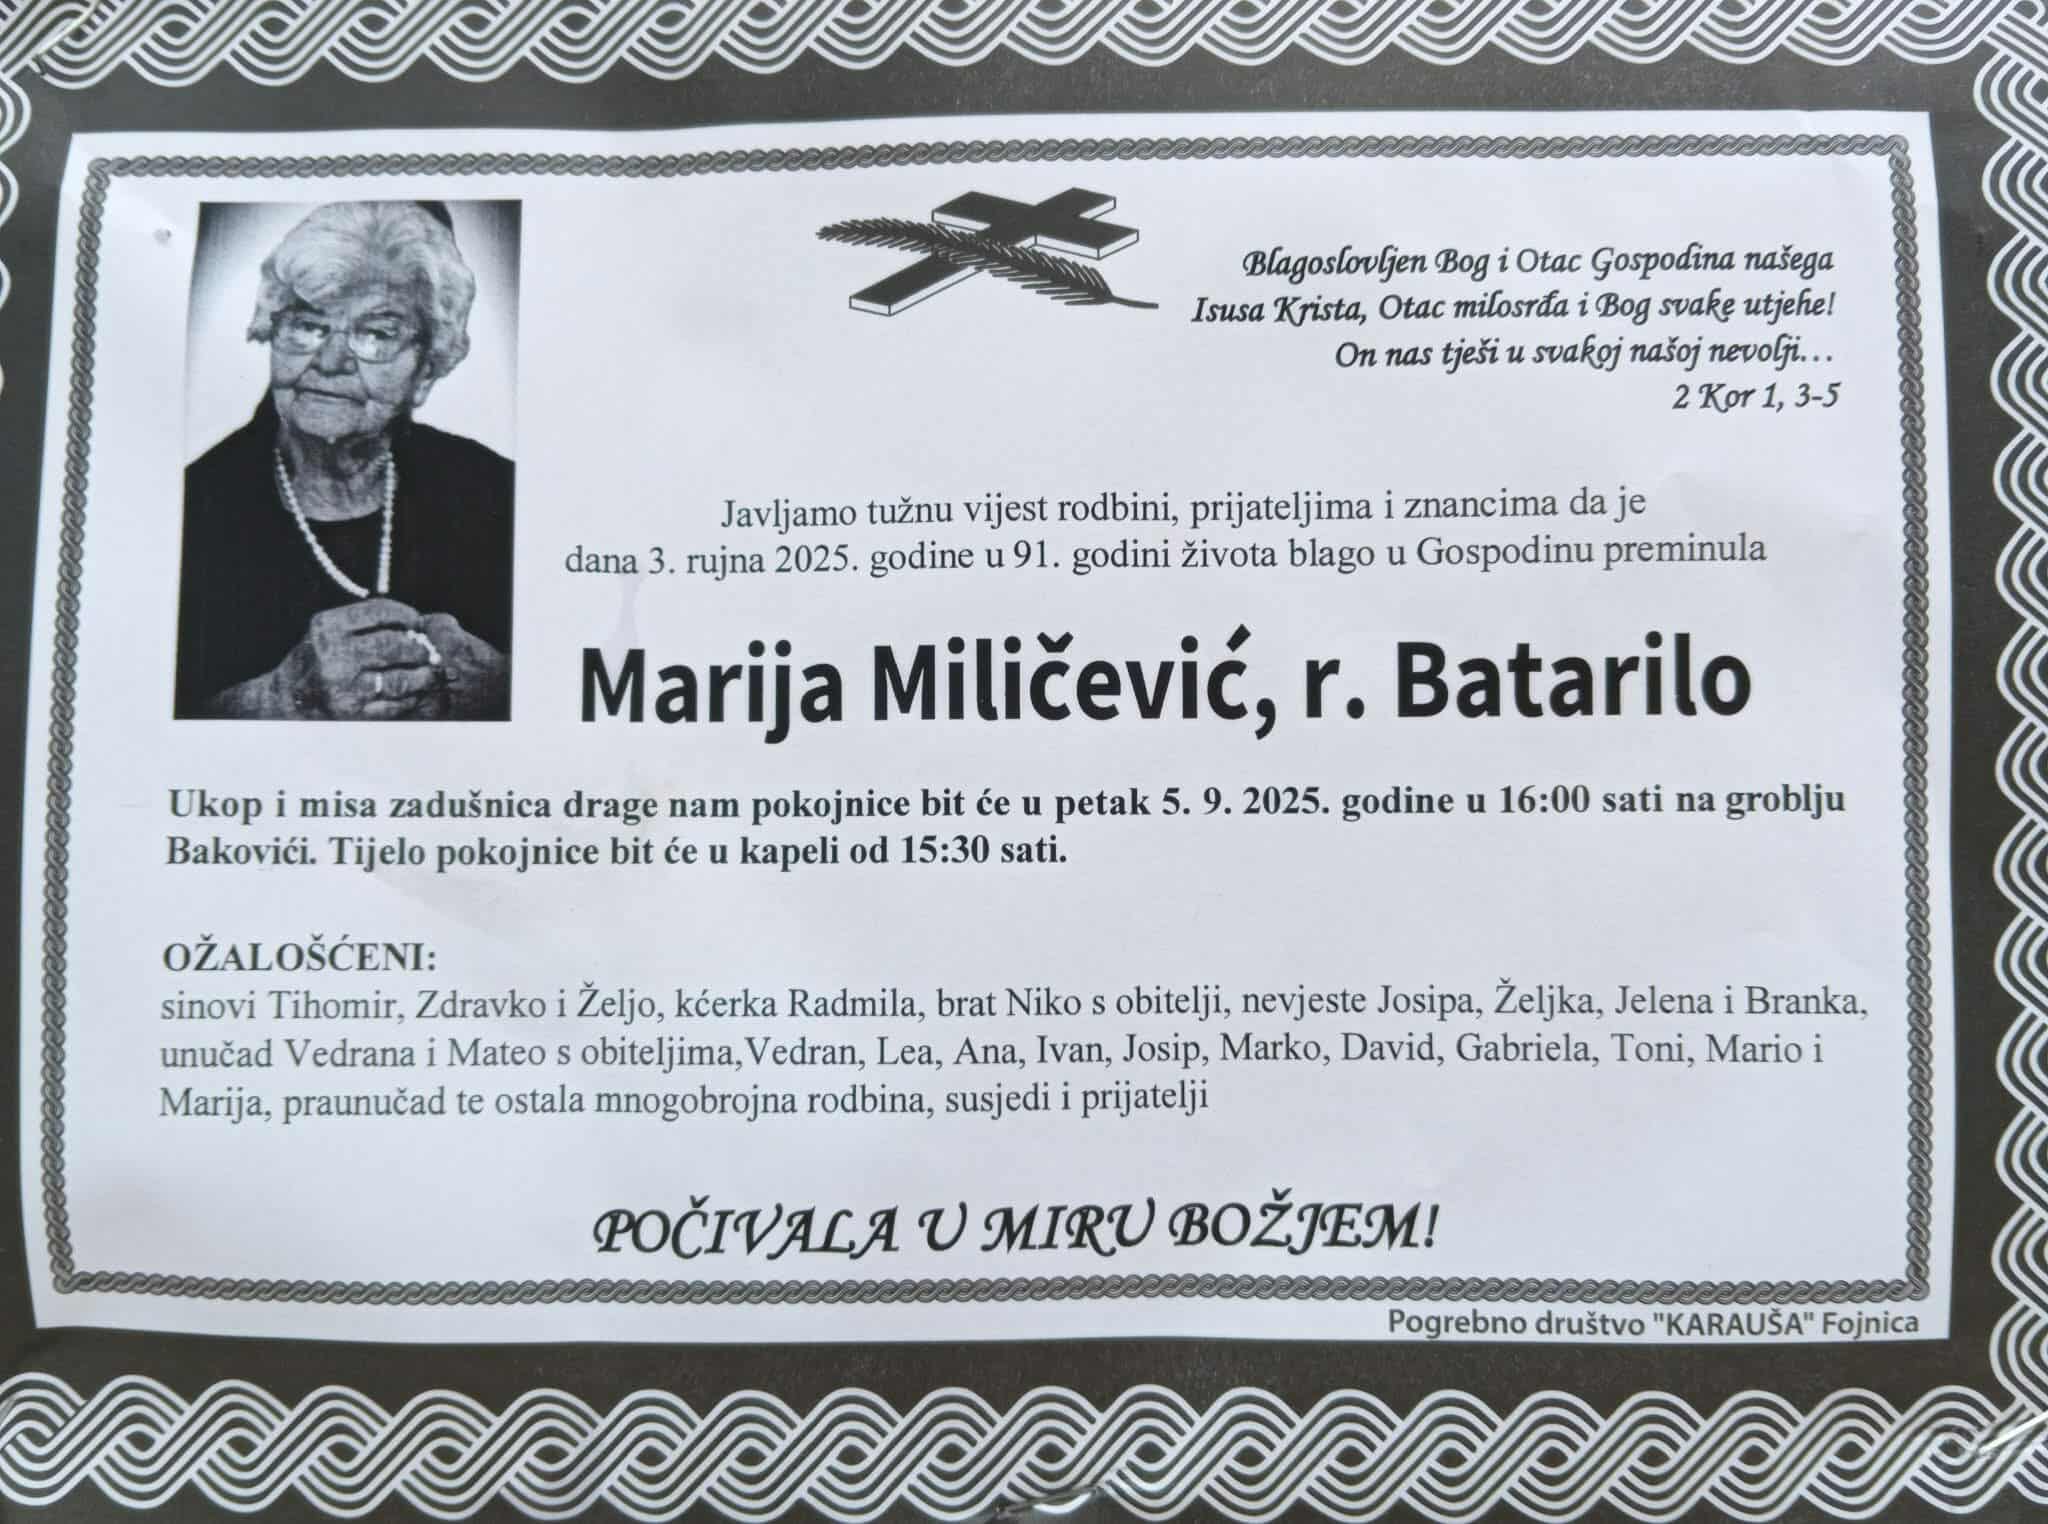 Blagoslovljen Bog i Otac Gospodina našega
Isusa Krista, Otac milosrđa i Bog svake utjehe!
On nas tješi u svakoj našoj nevolji…
2 Kor 1, 3-5
Javljamo tužnu vijest rodbini, prijateljima i znancima da je
dana 3. rujna 2025. godine u 91. godini života blago u Gospodinu preminula
Marija Miličević, r. Batarilo
Ukop i misa zadušnica drage nam pokojnice bit će u petak 5. 9. 2025. godine u 16:00 sati na groblju
Bakovići. Tijelo pokojnice bit će u kapeli od 15:30 sati.
OŽALOŠĆENI:
sinovi Tihomir, Zdravko i Željo, kćerka Radmila, brat Niko s obitelji, nevjeste Josipa, Željka, Jelena i Branka,
unučad Vedrana i Mateo s obiteljima,Vedran, Lea, Ana, Ivan, Josip, Marko, David, Gabriela, Toni, Mario i
Marija, praunučad te ostala mnogobrojna rodbina, susjedi i prijatelji
POČIVALA U MIRU BOŽJEM!
Pogrebno društvo "KARAUŠA" Fojnica